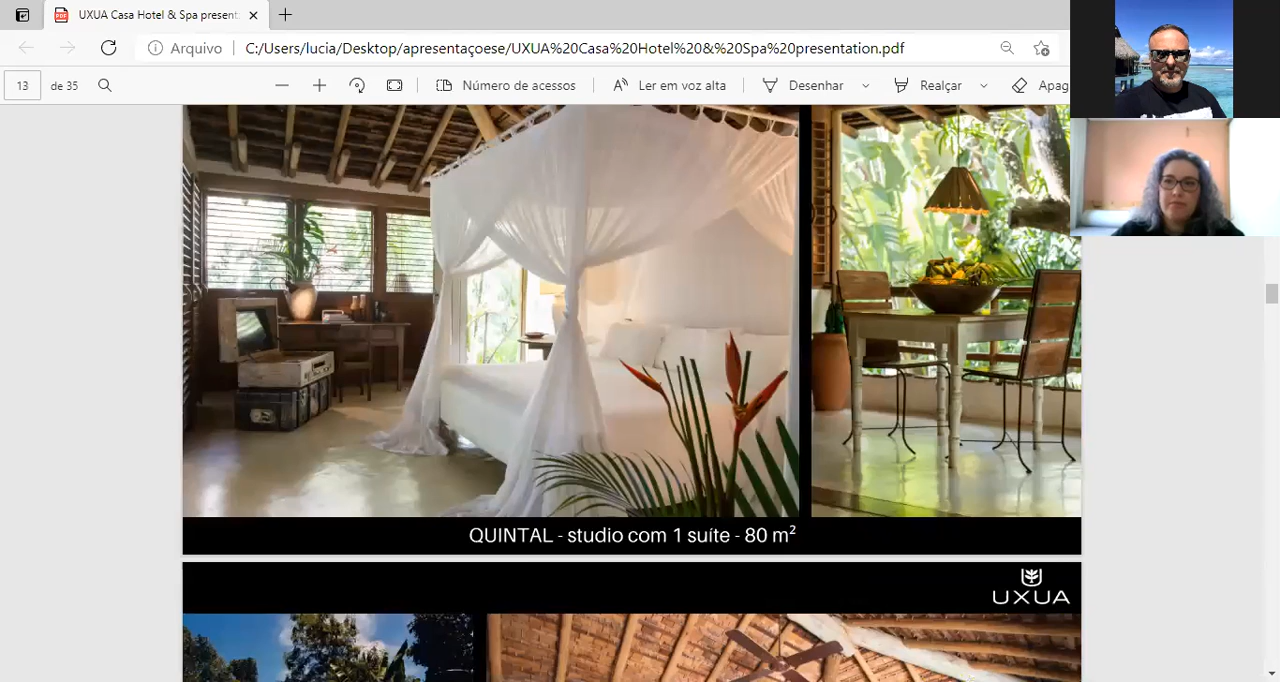 UXUA Casa Hotel & Spa present
Arquivo
C:/Users/lucia/Desktop/apresentaçoese/UXUA%20Casa%20Hotel%20&%20Spa%20presentation.pdf
13 de 35
Número de acessos
Ler em voz alta
Desenhar
Realçar
Apag
QUINTAL - studio com 1 suíte - 80 m²
UXUA